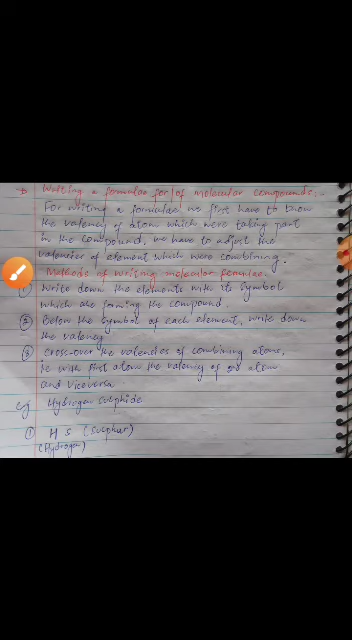 Writing a formulae for/of molecular compounds:-
For writing a formulae we first have to know
the valency of atom which were taking part
in the compound, we have to adjust the
valencies of element which were combining.
Methods of writing molecular formulae.
① Write down the elements with its symbol
which are forming the compound.
② Below the symbol of each element, write down
the valency
③ Cross-over the valencies of combining atoms,
ie with first atom the valency of atom
and Viceversa.
eg Hydrogen sulphide
① H S (Sulphur)
(Hydrogen)